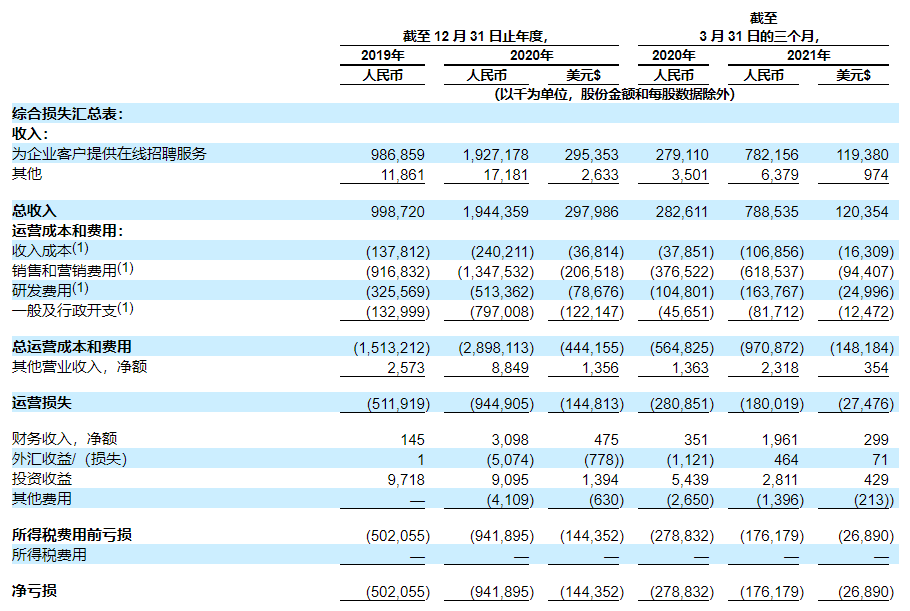 截至
截至 12 月 31 日止年度, 3 月 31 日的三个月,
2019年 2020年 2020年 2021年
人民币 人民币 美元$ 人民币 人民币 美元$
(以千为单位，股份金额和每股数据除外)
综合损失汇总表：
收入：
为企业客户提供在线招聘服务 986,859 1,927,178 295,353 279,110 782,156 119,380
其他 11,861 17,181 2,633 3,501 6,379 974
总收入 998,720 1,944,359 297,986 282,611 788,535 120,354
运营成本和费用：
收入成本(1) (137,812) (240,211) (36,814) (37,851) (106,856) (16,309)
销售和营销费用(1) (916,832) (1,347,532) (206,518) (376,522) (618,537) (94,407)
研发费用(1) (325,569) (513,362) (78,676) (104,801) (163,767) (24,996)
一般及行政开支(1) (132,999) (797,008) (122,147) (45,651) (81,712) (12,472)
总运营成本和费用 (1,513,212) (2,898,113) (444,155) (564,825) (970,872) (148,184)
其他营业收入，净额 2,573 8,849 1,356 1,363 2,318 354
运营损失 (511,919) (944,905) (144,813) (280,851) (180,019) (27,476)
财务收入，净额 145 3,098 475 351 1,961 299
外汇收益/（损失） 1 (5,074) (778)) (1,121) 464 71
投资收益 9,718 9,095 1,394 5,439 2,811 429
其他费用 — (4,109) (630) (2,650) (1,396) (213))
所得税费用前亏损 (502,055) (941,895) (144,352) (278,832) (176,179) (26,890)
所得税费用 — — — — — —
净亏损 (502,055) (941,895) (144,352) (278,832) (176,179) (26,890)